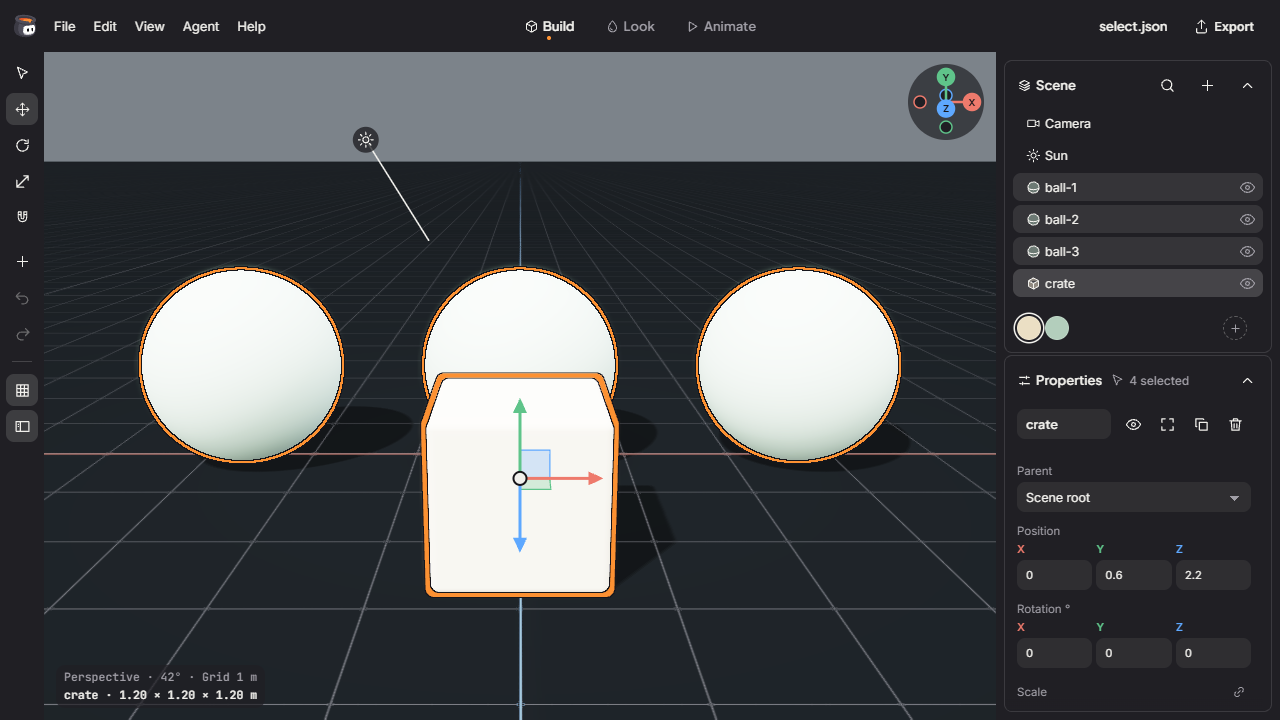 File Edit View Agent Help
Build Look Animate
select.json Export
Y
X
Z
Scene
Camera
Sun
ball-1
ball-2
ball-3
crate
Properties 4 selected
crate
Parent
Scene root
Position
X Y Z
0 0.6 2.2
Rotation °
X Y Z
0 0 0
Scale
Perspective · 42° · Grid 1 m
crate · 1.20 × 1.20 × 1.20 m